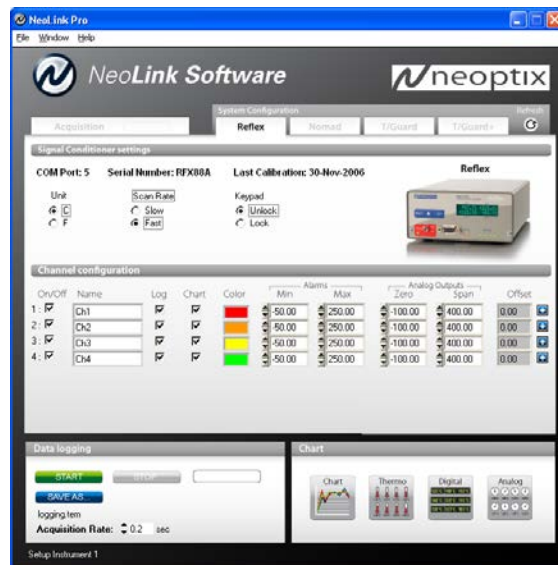 NeoLink Pro
File Window Help
NeoLink Software
neoptix
System Configuration
Refresh
Acquisition Reflex Nomad T/Guard T/Guard+
Signal Conditioner settings
COM Port: 5 Serial Number: RFX88A Last Calibration: 30-Nov-2006 Reflex
Unit Scan Rate Keypad
C Slow Unlock
F Fast Lock
Channel configuration
Alarms Analog Outputs
On/Off Name Log Chart Color Min Max Zero Span Offset
1: Ch1 -50.00 250.00 -100.00 400.00 0.00
2: Ch2 -50.00 250.00 -100.00 400.00 0.00
3: Ch3 -50.00 250.00 -100.00 400.00 0.00
4: Ch4 -50.00 250.00 -100.00 400.00 0.00
Data logging Chart
START STOP
SAVE AS...
logging.tem
Acquisition Rate: 0.2 sec
Chart Thermo Digital Analog
Setup Instrument 1